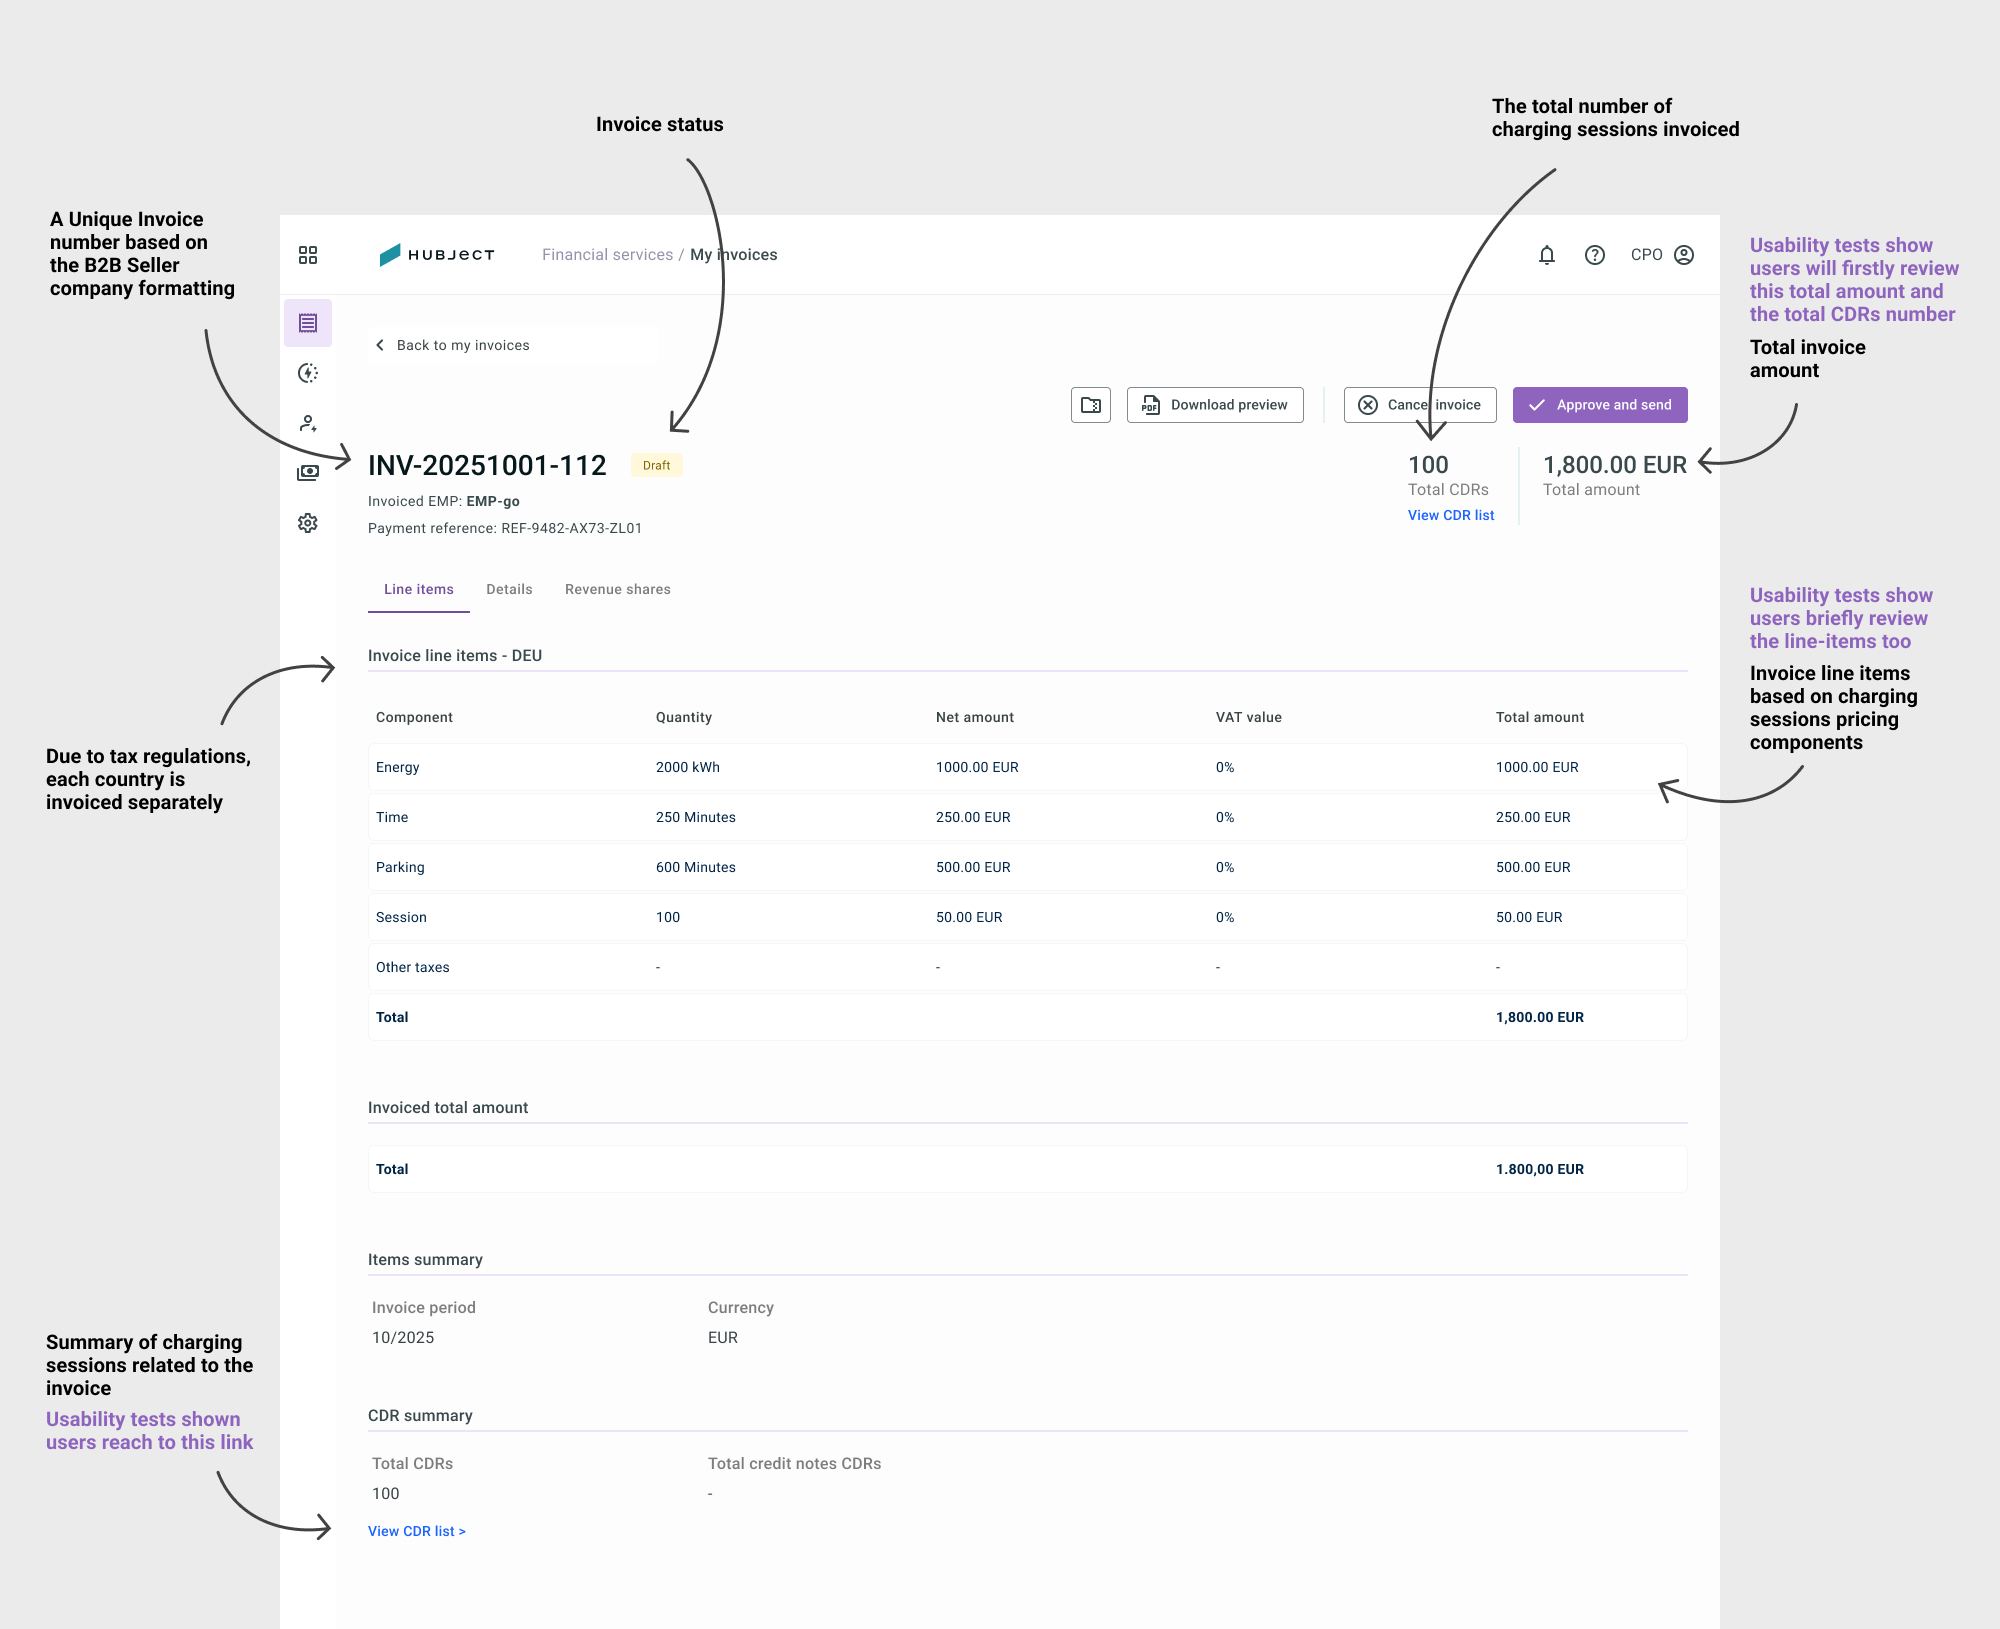 Invoice status
The total number of
charging sessions invoiced
A Unique Invoice
number based on
the B2B Seller
company formatting
HUBJECT
Financial services / My invoices
CPO
Usability tests show
users will firstly review
this total amount and
the total CDRs number
Total invoice
amount
Back to my invoices
PDF
Download preview
Cancel invoice
Approve and send
INV-20251001-112
Draft
100
1,800.00 EUR
Total CDRs
Total amount
Invoiced EMP: EMP-go
View CDR list
Payment reference: REF-9482-AX73-ZL01
Line items
Details
Revenue shares
Usability tests show
users briefly review
the line-items too
Invoice line items
based on charging
sessions pricing
components
Invoice line items - DEU
Due to tax regulations,
each country is
invoiced separately
Component Quantity Net amount VAT value Total amount
Energy 2000 kWh 1000.00 EUR 0% 1000.00 EUR
Time 250 Minutes 250.00 EUR 0% 250.00 EUR
Parking 600 Minutes 500.00 EUR 0% 500.00 EUR
Session 100 50.00 EUR 0% 50.00 EUR
Other taxes - - - -
Total 1,800.00 EUR
Invoiced total amount
Total 1.800,00 EUR
Items summary
Invoice period Currency
10/2025 EUR
Summary of charging
sessions related to the
invoice
Usability tests shown
users reach to this link
CDR summary
Total CDRs Total credit notes CDRs
100 -
View CDR list >